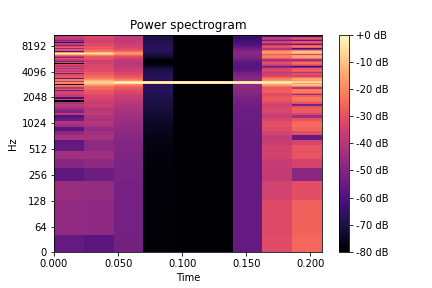 Power spectrogram
8192
4096
2048
1024
512
256
128
64
0
Hz
0.000 0.050 0.100 0.150 0.200
Time
+0 dB
-10 dB
-20 dB
-30 dB
-40 dB
-50 dB
-60 dB
-70 dB
-80 dB